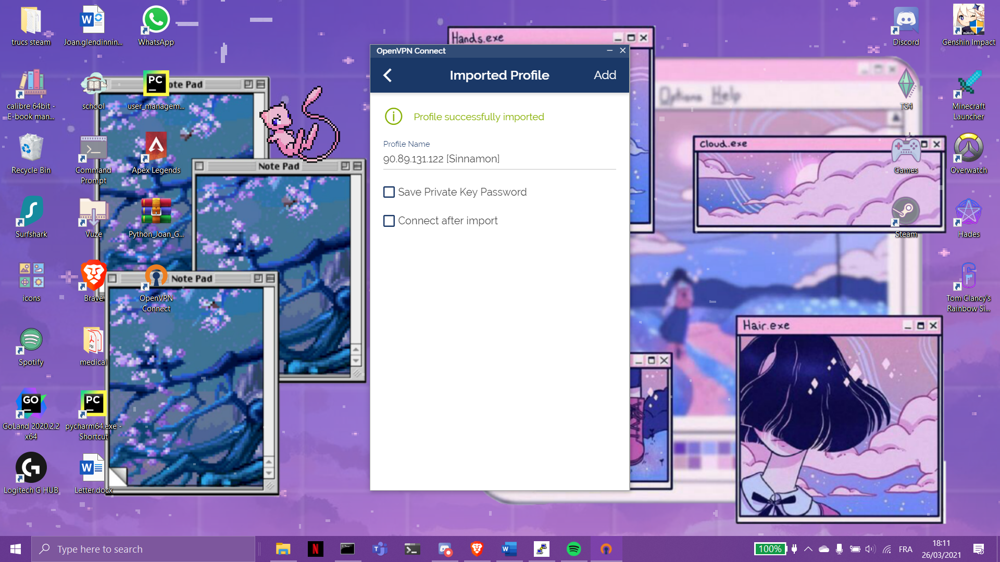 trucs steam
Joan.glendinnin...
WhatsApp
Discord
Genshin Impact
miHoYo
Hands.exe
OpenVPN Connect
Imported Profile
Add
Profile successfully imported
Profile Name
90.89.131.122 [Sinnamon]
Save Private Key Password
Connect after import
calibre 64bit -
E-book man...
school
PC
user_managem...
ote Pad
Options Help
TS4
Minecraft
Launcher
Recycle Bin
Command
Prompt
Apex Legends
Note Pad
Cloud.exe
Games
Overwatch
Surfshark
Vuze
Python_Joan_G...
Steam
Hades
icons
Brave
OpenVPN
Connect
Note Pad
Tom Clancy's
Rainbow Si...
Spotify
PDF
medical
Hair.exe
GO
GoLand 2020.2.2
x64
PC
pycharm64.exe -
Shortcut
Logitech G HUB
W
Letter.docx
Type here to search
100%
FRA
18:11
26/03/2021